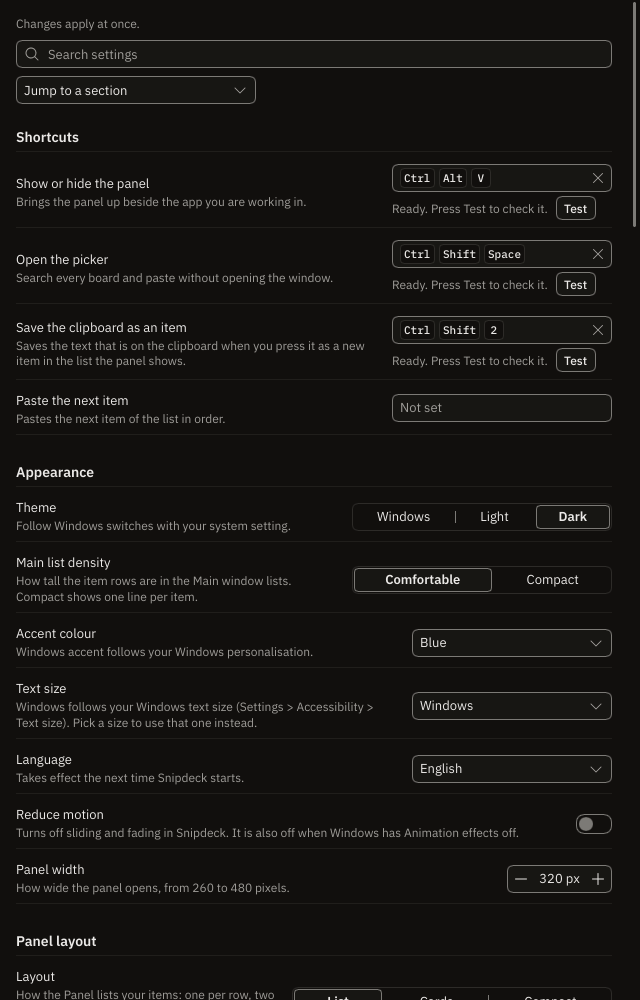 Changes apply at once.
Search settings
Jump to a section
Shortcuts
Show or hide the panel
Brings the panel up beside the app you are working in.
Ctrl Alt V
Ready. Press Test to check it. Test
Open the picker
Search every board and paste without opening the window.
Ctrl Shift Space
Ready. Press Test to check it. Test
Save the clipboard as an item
Saves the text that is on the clipboard when you press it as a new
item in the list the panel shows.
Ctrl Shift 2
Ready. Press Test to check it. Test
Paste the next item
Pastes the next item of the list in order.
Not set
Appearance
Theme
Follow Windows switches with your system setting.
Windows Light Dark
Main list density
How tall the item rows are in the Main window lists.
Compact shows one line per item.
Comfortable Compact
Accent colour
Windows accent follows your Windows personalisation.
Blue
Text size
Windows follows your Windows text size (Settings > Accessibility >
Text size). Pick a size to use that one instead.
Windows
Language
Takes effect the next time Snipdeck starts.
English
Reduce motion
Turns off sliding and fading in Snipdeck. It is also off when Windows has Animation effects off.
Panel width
How wide the panel opens, from 260 to 480 pixels.
320 px
Panel layout
Layout
How the Panel lists your items: one per row, two
List Cards Compact